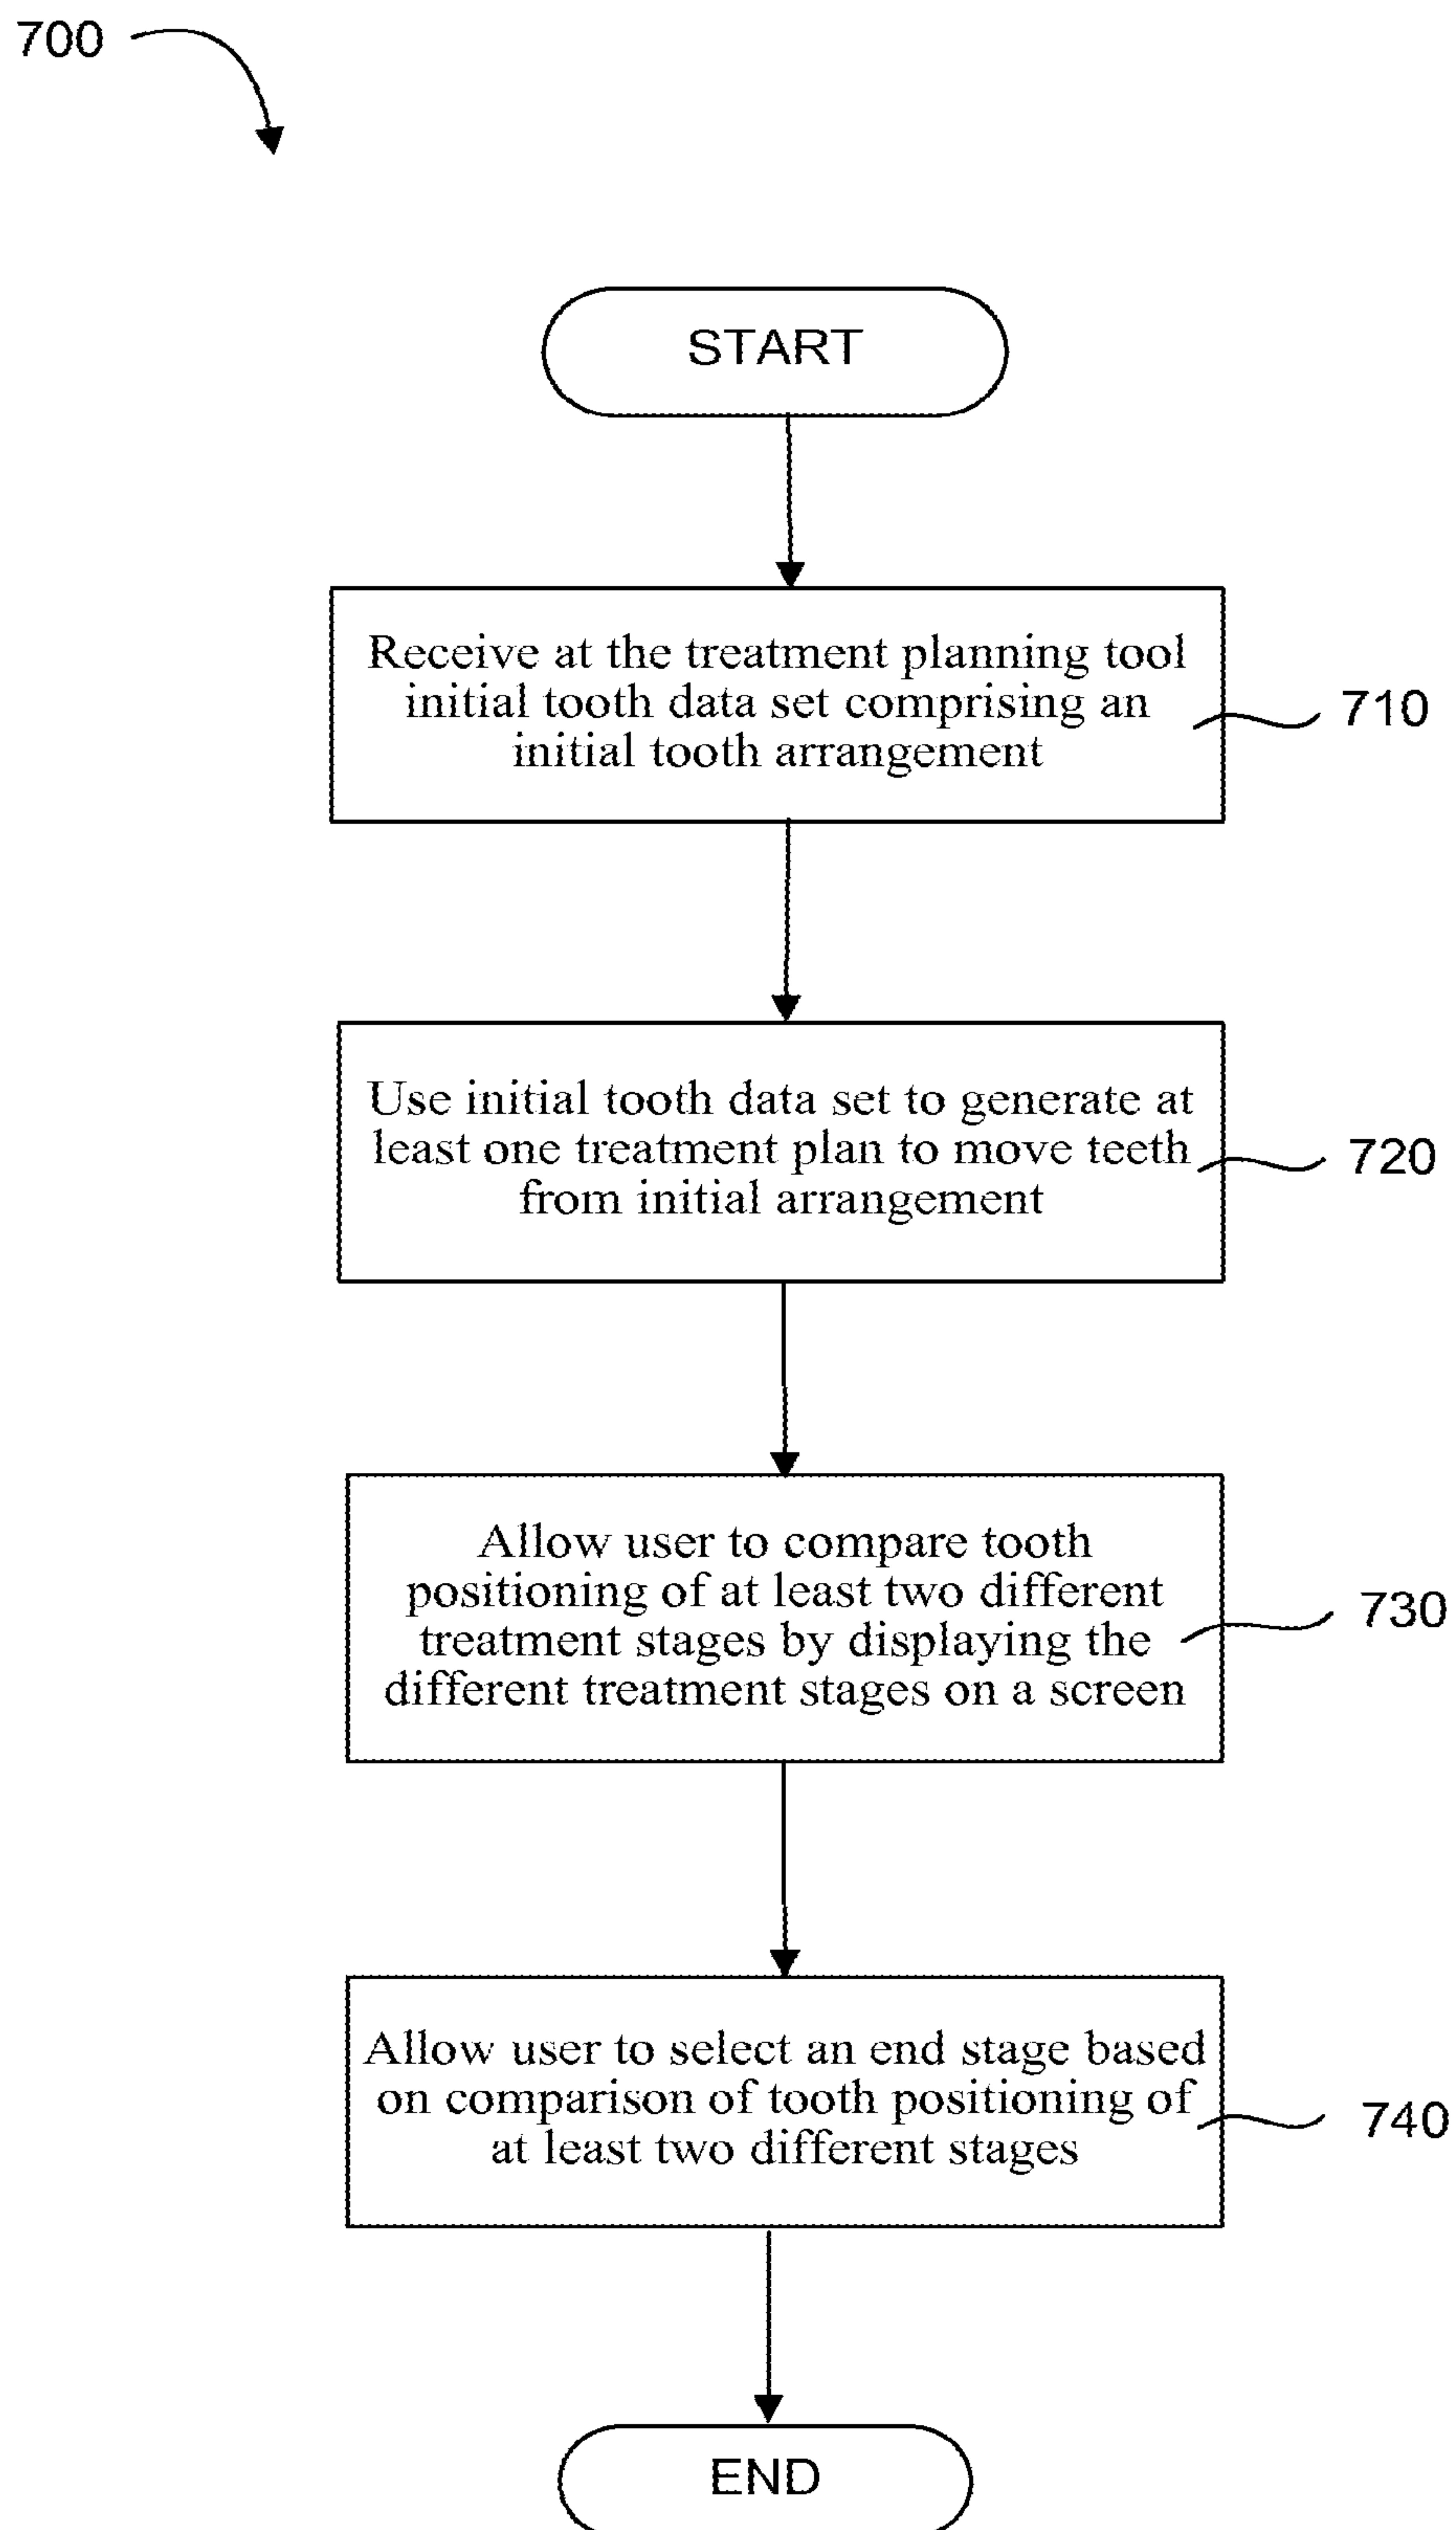 700
START
Receive at the treatment planning tool
initial tooth data set comprising an
initial tooth arrangement
710
Use initial tooth data set to generate at
least one treatment plan to move teeth
from initial arrangement
720
Allow user to compare tooth
positioning of at least two different
treatment stages by displaying the
different treatment stages on a screen
730
Allow user to select an end stage based
on comparison of tooth positioning of
at least two different stages
740
END